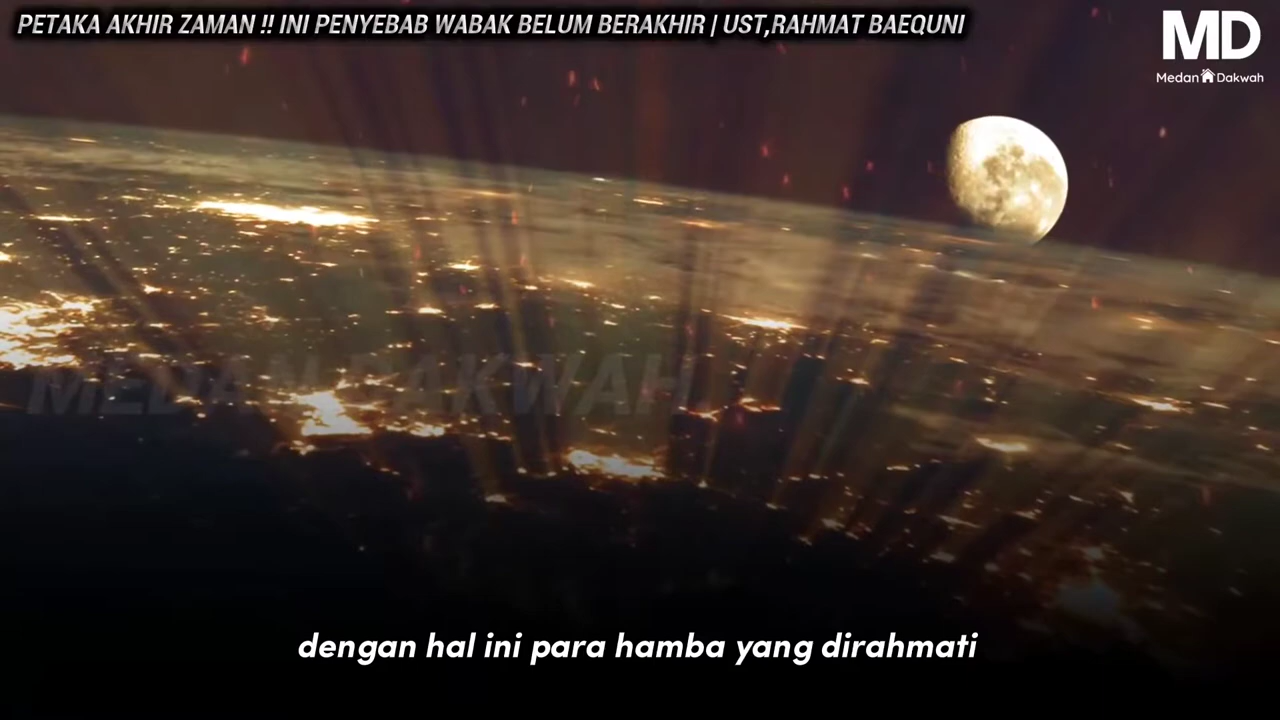 PETAKA AKHIR ZAMAN !! INI PENYEBAB WABAK BELUM BERAKHIR | UST,RAHMAT BAEQUNI
MD
Medan Dakwah
MEDAN DAKWAH
dengan hal ini para hamba yang dirahmati